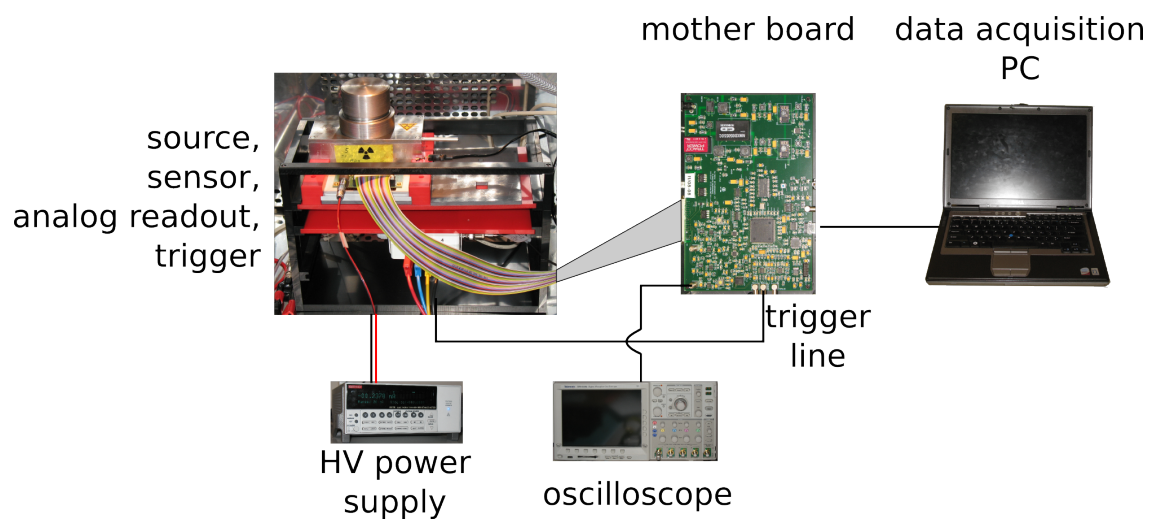 mother board
data acquisition
PC
source,
sensor,
analog readout,
trigger
trigger
line
HV power
supply
oscilloscope